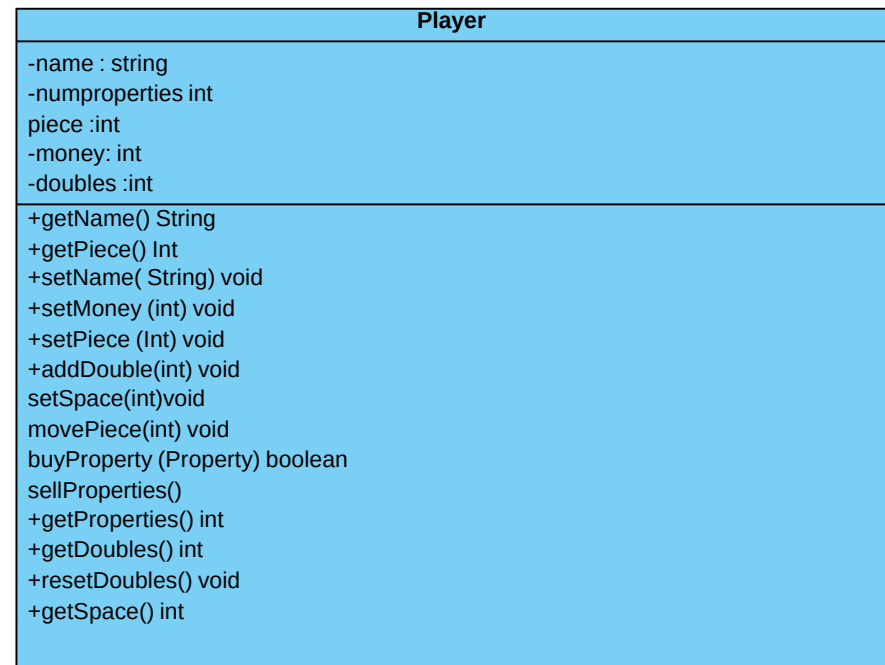 Player
-name : string
-numproperties int
piece :int
-money: int
-doubles :int
+getName() String
+getPiece() Int
+setName( String) void
+setMoney (int) void
+setPiece (Int) void
+addDouble(int) void
setSpace(int)void
movePiece(int) void
buyProperty (Property) boolean
sellProperties()
+getProperties() int
+getDoubles() int
+resetDoubles() void
+getSpace() int